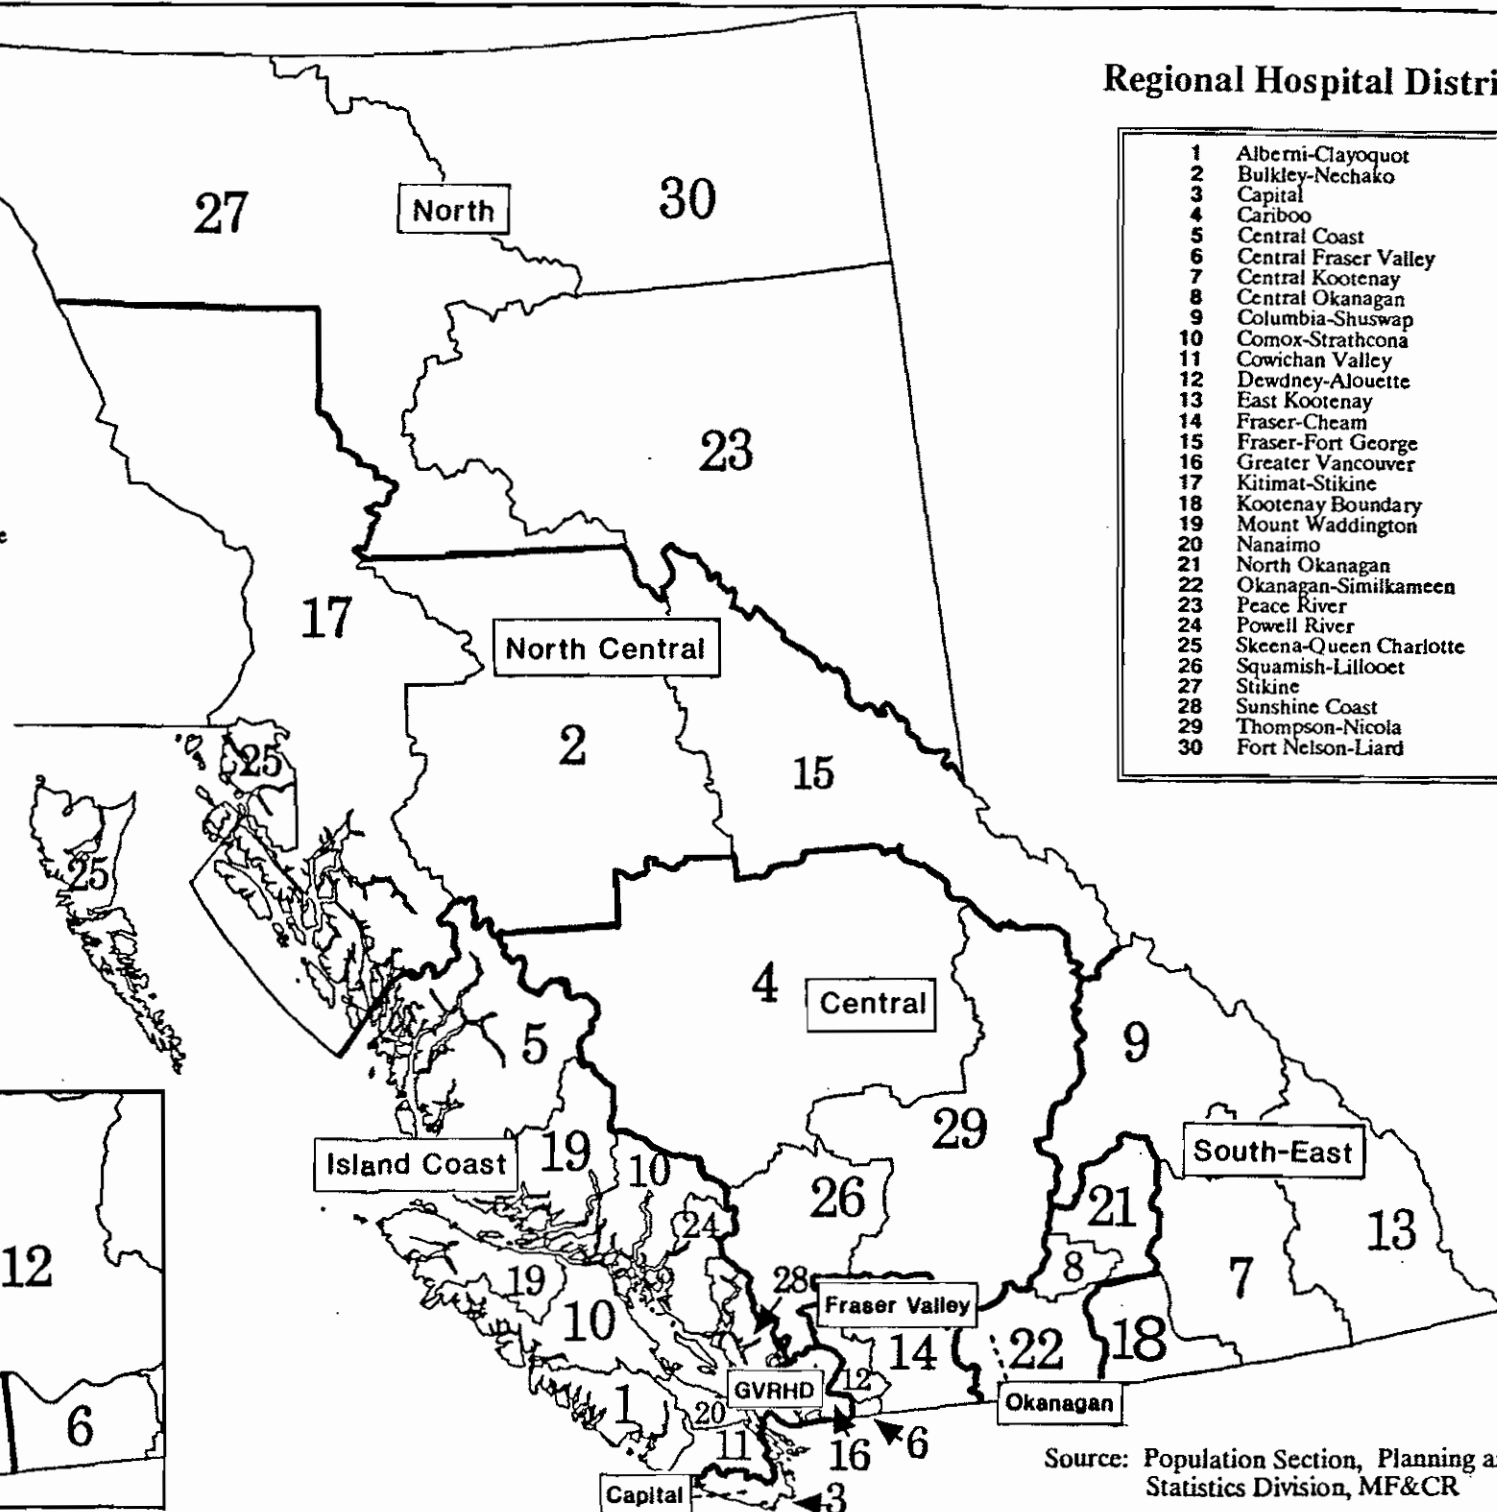 Regional Hospital Distri
1 Alberni-Clayoquot
2 Bulkley-Nechako
3 Capital
4 Cariboo
5 Central Coast
6 Central Fraser Valley
7 Central Kootenay
8 Central Okanagan
9 Columbia-Shuswap
10 Comox-Strathcona
11 Cowichan Valley
12 Dewdney-Alouette
13 East Kootenay
14 Fraser-Cheam
15 Fraser-Fort George
16 Greater Vancouver
17 Kitimat-Stikine
18 Kootenay Boundary
19 Mount Waddington
20 Nanaimo
21 North Okanagan
22 Okanagan-Similkameen
23 Peace River
24 Powell River
25 Skeena-Queen Charlotte
26 Squamish-Lillooet
27 Stikine
28 Sunshine Coast
29 Thompson-Nicola
30 Fort Nelson-Liard
27
North
30
23
e
17
North Central
2
15
25
25
4
Central
5
9
29
Island Coast
19
10
South-East
26
21
24
13
12
8
7
19
28
Fraser Valley
10
14
22
18
GVRHD
12
Okanagan
1
20
6
11
16
6
Capital
3
Source: Population Section, Planning a
Statistics Division, MF&CR